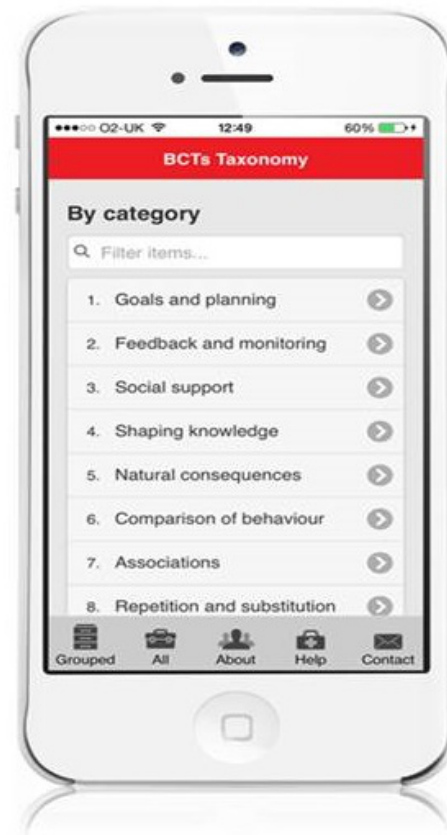 O2-UK 12:49 60%
BCTs Taxonomy
By category
Filter items...
1. Goals and planning
2. Feedback and monitoring
3. Social support
4. Shaping knowledge
5. Natural consequences
6. Comparison of behaviour
7. Associations
8. Repetition and substitution
Grouped All About Help Contact